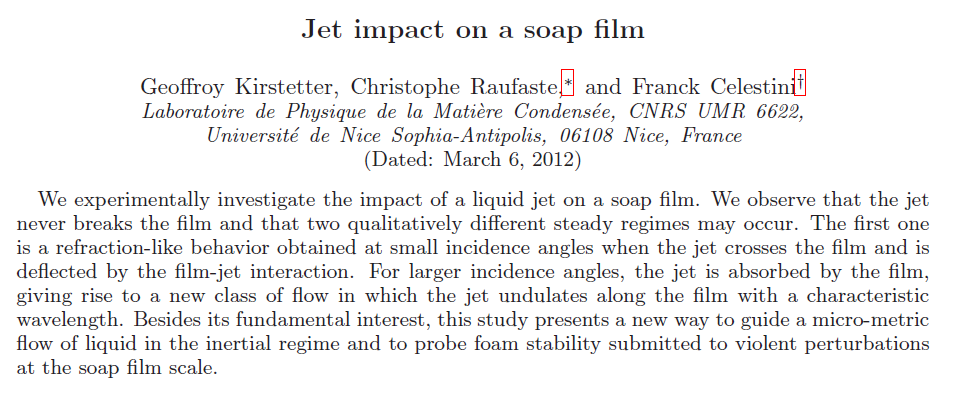 Jet impact on a soap film
Geoffroy Kirstetter, Christophe Raufaste,* and Franck Celestini†
Laboratoire de Physique de la Matière Condensée, CNRS UMR 6622,
Université de Nice Sophia-Antipolis, 06108 Nice, France
(Dated: March 6, 2012)
We experimentally investigate the impact of a liquid jet on a soap film. We observe that the jet
never breaks the film and that two qualitatively different steady regimes may occur. The first one
is a refraction-like behavior obtained at small incidence angles when the jet crosses the film and is
deflected by the film-jet interaction. For larger incidence angles, the jet is absorbed by the film,
giving rise to a new class of flow in which the jet undulates along the film with a characteristic
wavelength. Besides its fundamental interest, this study presents a new way to guide a micro-metric
flow of liquid in the inertial regime and to probe foam stability submitted to violent perturbations
at the soap film scale.